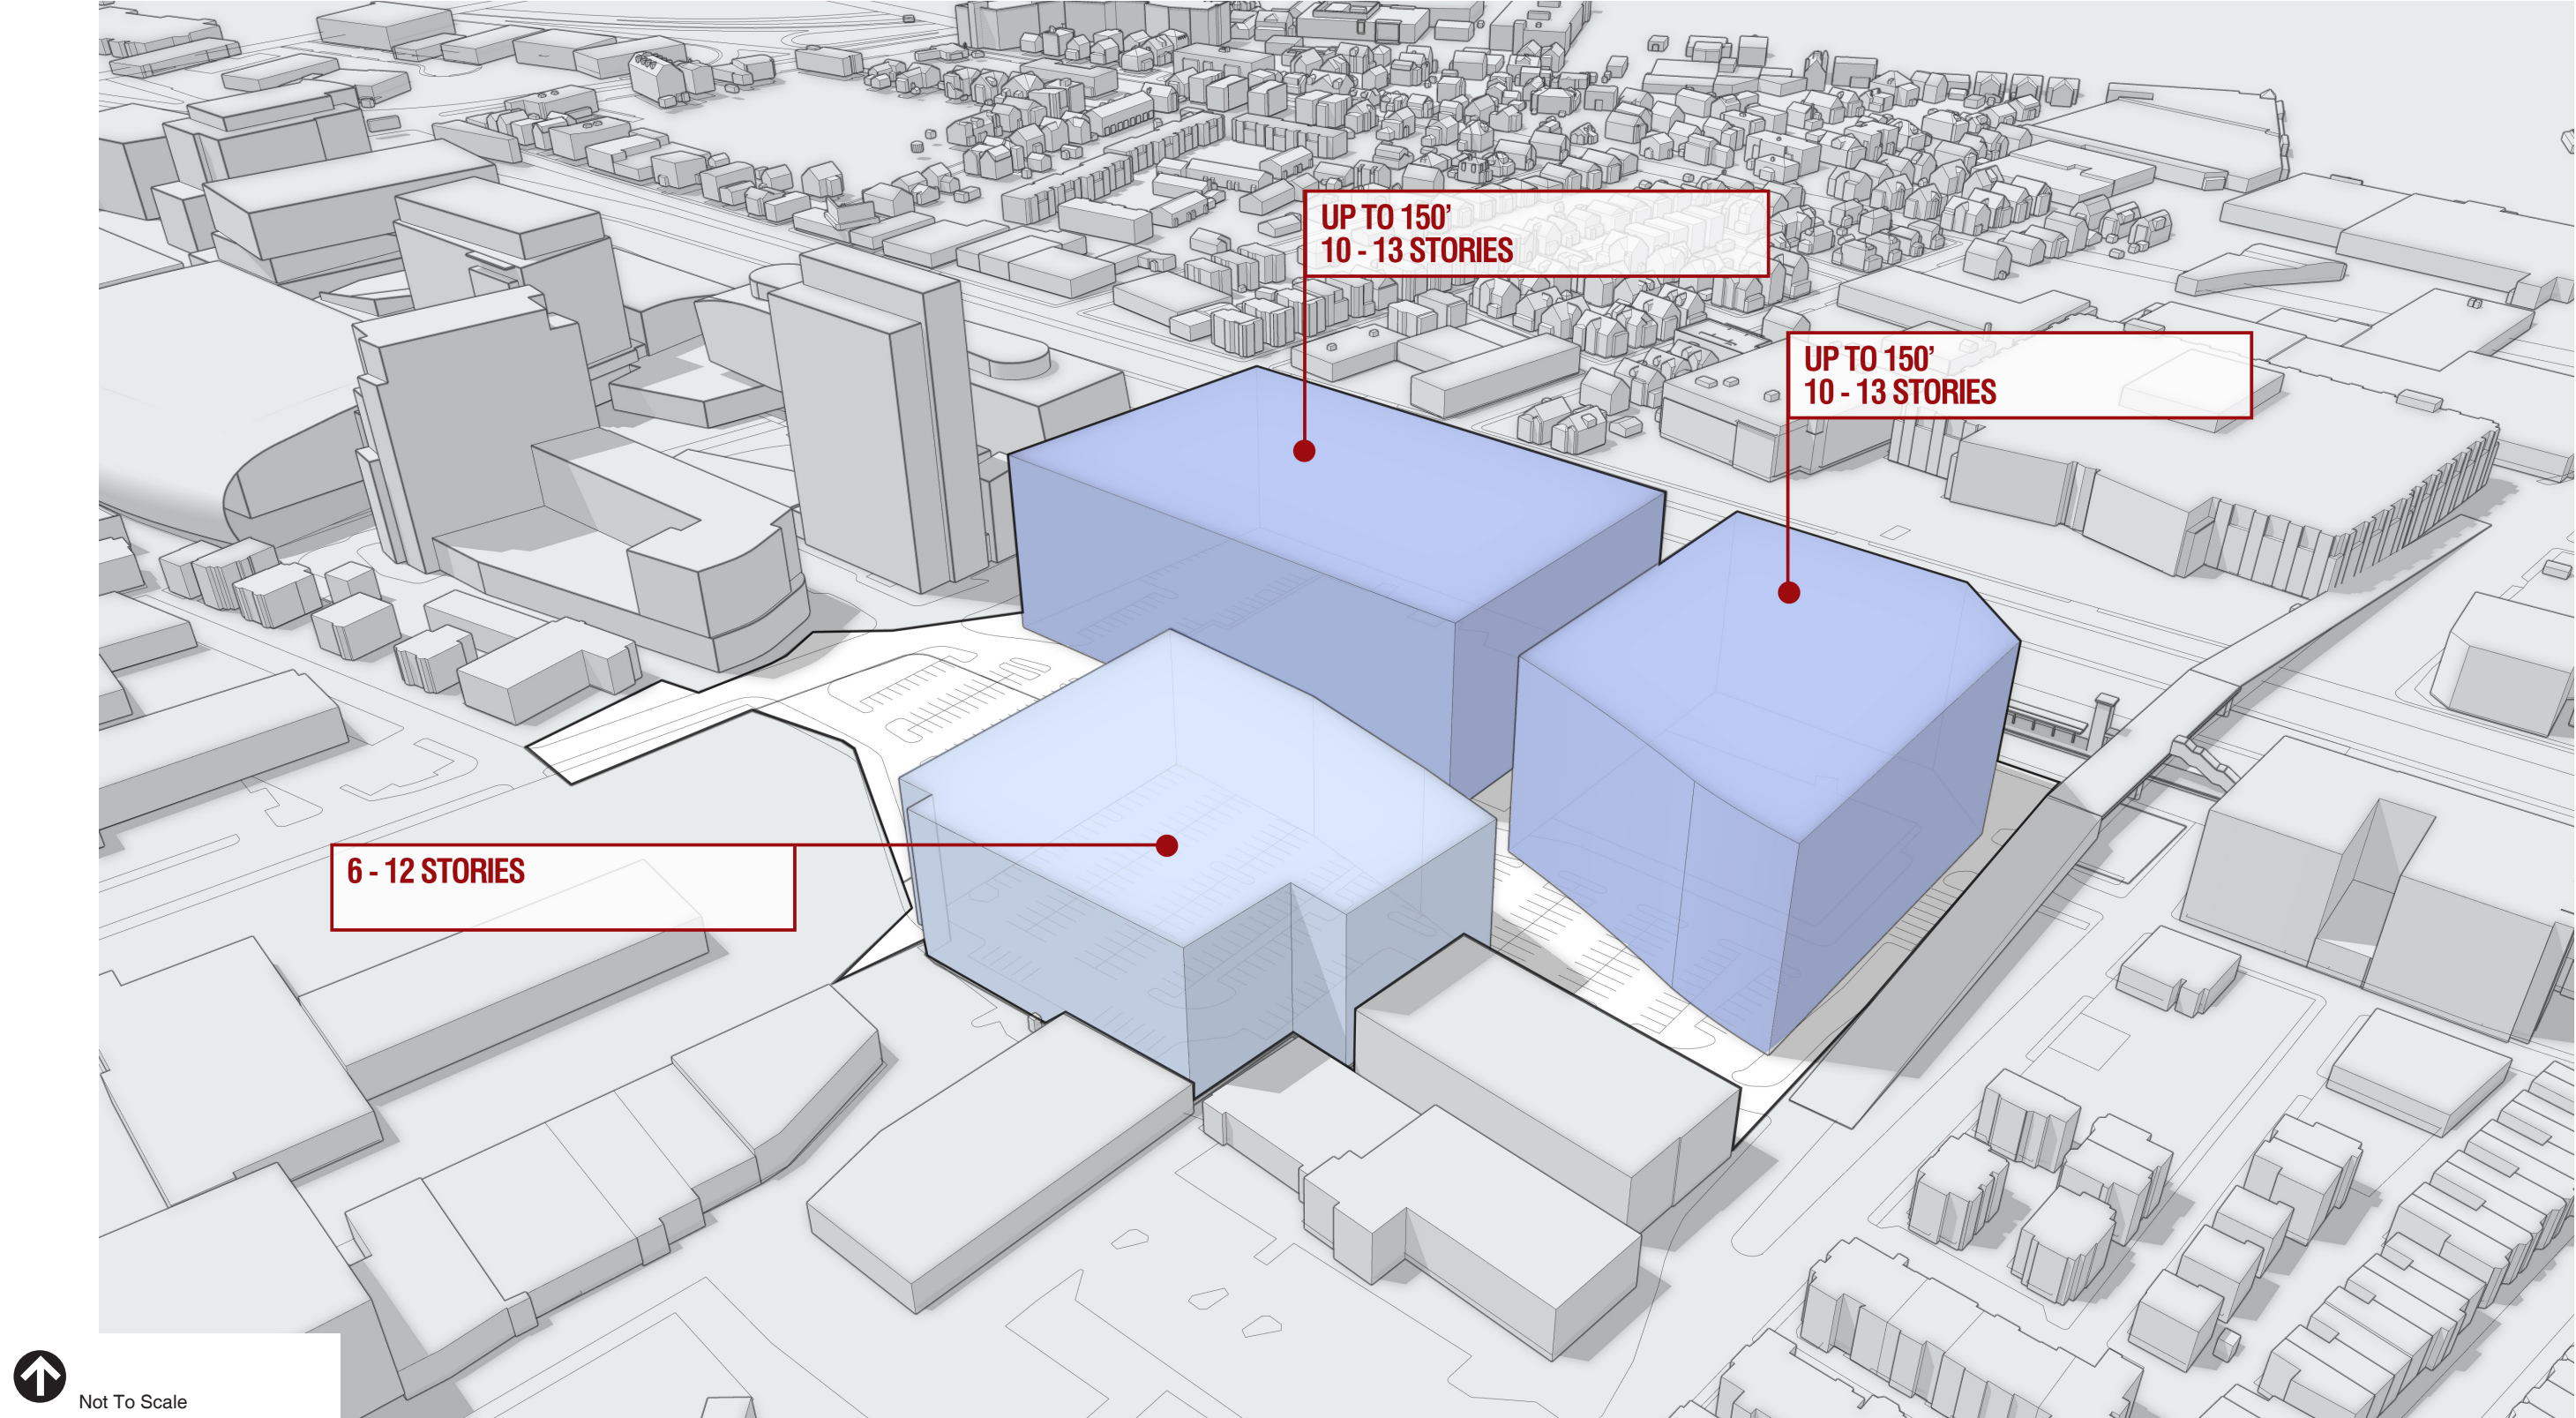 UP TO 150’
10 - 13 STORIES
UP TO 150’
10 - 13 STORIES
6 - 12 STORIES
Not To Scale